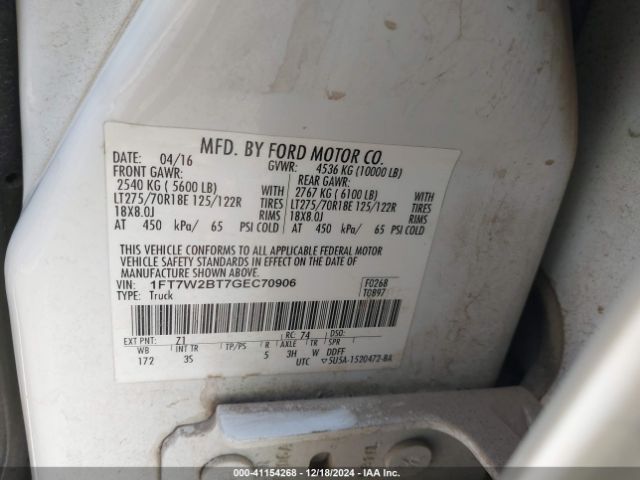 MFD. BY FORD MOTOR CO.
DATE: 04/16 GVWR: 4536 KG (10000 LB)
FRONT GAWR: REAR GAWR:
2540 KG ( 5600 LB) WITH 2767 KG ( 6100 LB) WITH
LT275/70R18E 125/122R TIRES LT275/70R18E 125/122R TIRES
18X8.0J RIMS 18X8.0J RIMS
AT 450 kPa/ 65 PSI COLD AT 450 kPa/ 65 PSI COLD
THIS VEHICLE CONFORMS TO ALL APPLICABLE FEDERAL MOTOR
VEHICLE SAFETY STANDARDS IN EFFECT ON THE DATE OF
MANUFACTURE SHOWN ABOVE.
VIN: 1FT7W2BT7GEC70906 F0268
TYPE: Truck TGB97
EXT PNT: Z1 RC: 74 DSO:
WB INT TR TP/PS R AXLE TR SPR
172 3S 5 3H W DDFF
UTC 5U5A-1520472-BA
00-41154268 – 12/18/2024 – IAA Inc.